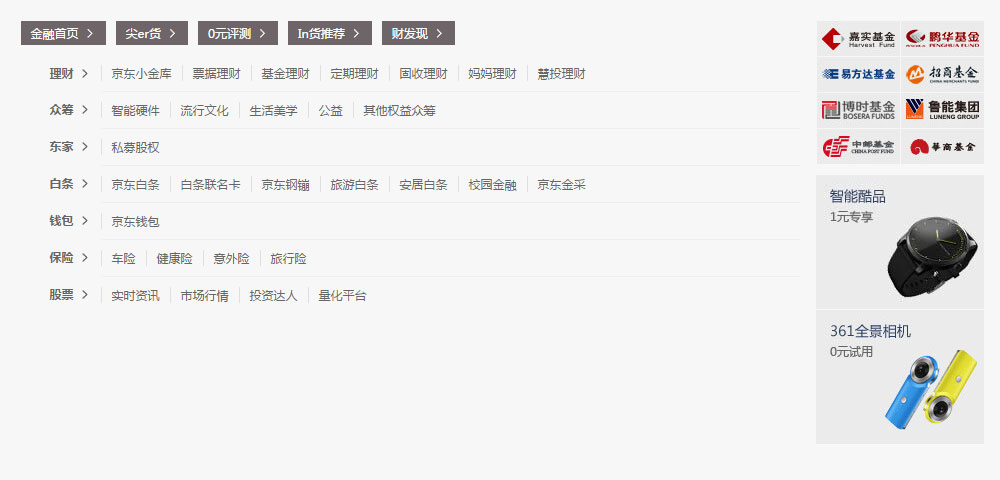 金融首页 > 尖er货 > 0元评测 > In货推荐 > 财发现 >
理财 > 京东小金库 票据理财 基金理财 定期理财 固收理财 妈妈理财 慧投理财
众筹 > 智能硬件 流行文化 生活美学 公益 其他权益众筹
东家 > 私募股权
白条 > 京东白条 白条联名卡 京东钢镚 旅游白条 安居白条 校园金融 京东金采
钱包 > 京东钱包
保险 > 车险 健康险 意外险 旅行险
股票 > 实时资讯 市场行情 投资达人 量化平台
嘉实基金
Harvest Fund
鹏华基金
PENGHUA FUND
易方达基金
招商基金
CHINA MERCHANTS FUND
博时基金
BOSERA FUNDS
鲁能集团
LUNENG GROUP
LUNENG
中邮基金
CHINA POST FUND
華商基金
智能酷品
1元专享
361全景相机
0元试用